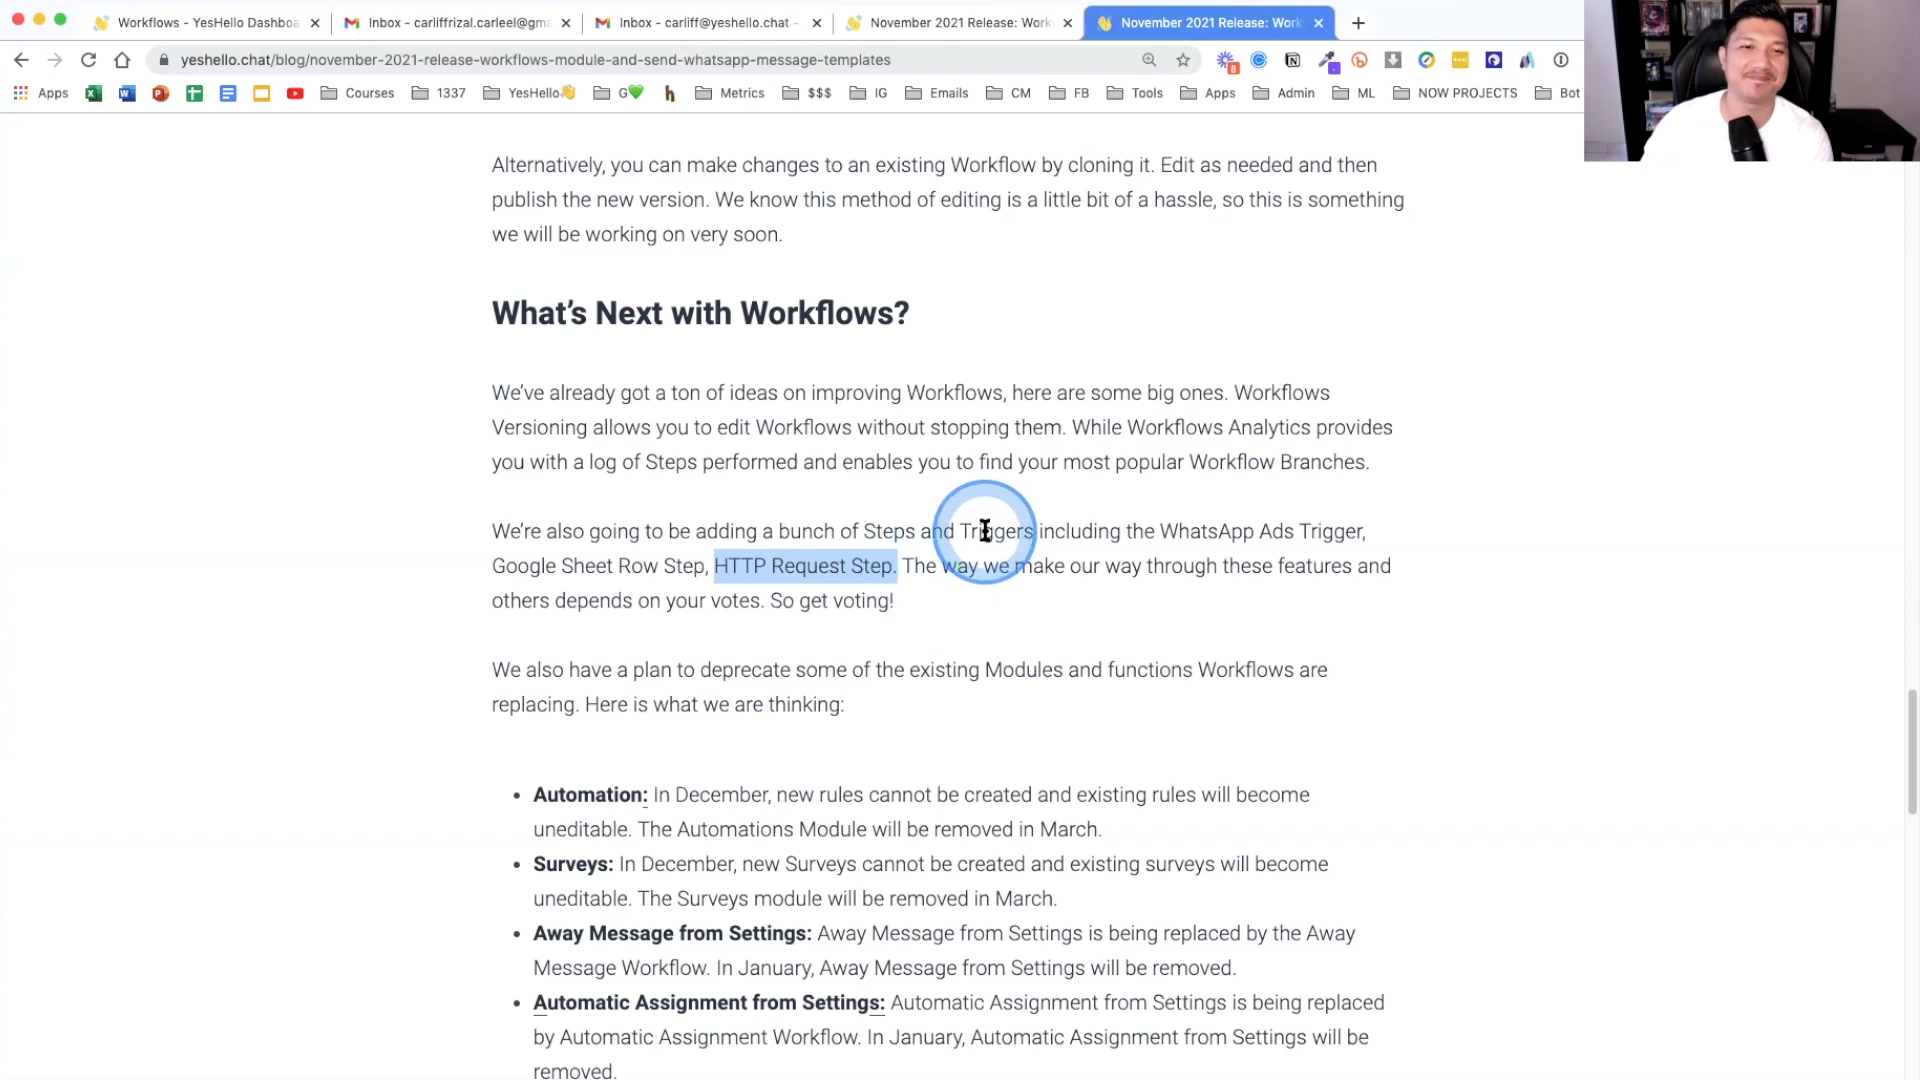 Workflows - YesHello Dashboa
Inbox - carliffrizal.carleel@gma
Inbox - carliff@yeshello.chat -
November 2021 Release: Work
November 2021 Release: Work
yeshello.chat/blog/november-2021-release-workflows-module-and-send-whatsapp-message-templates
8
Apps
Courses
1337
YesHello👋
G💚
Metrics
$$$
IG
Emails
CM
FB
Tools
Apps
Admin
ML
NOW PROJECTS
Bot
Alternatively, you can make changes to an existing Workflow by cloning it. Edit as needed and then
publish the new version. We know this method of editing is a little bit of a hassle, so this is something
we will be working on very soon.
What’s Next with Workflows?
We’ve already got a ton of ideas on improving Workflows, here are some big ones. Workflows
Versioning allows you to edit Workflows without stopping them. While Workflows Analytics provides
you with a log of Steps performed and enables you to find your most popular Workflow Branches.
We’re also going to be adding a bunch of Steps and Triggers including the WhatsApp Ads Trigger,
Google Sheet Row Step, HTTP Request Step. The way we make our way through these features and
others depends on your votes. So get voting!
We also have a plan to deprecate some of the existing Modules and functions Workflows are
replacing. Here is what we are thinking:
• Automation: In December, new rules cannot be created and existing rules will become
uneditable. The Automations Module will be removed in March.
• Surveys: In December, new Surveys cannot be created and existing surveys will become
uneditable. The Surveys module will be removed in March.
• Away Message from Settings: Away Message from Settings is being replaced by the Away
Message Workflow. In January, Away Message from Settings will be removed.
• Automatic Assignment from Settings: Automatic Assignment from Settings is being replaced
by Automatic Assignment Workflow. In January, Automatic Assignment from Settings will be
removed.